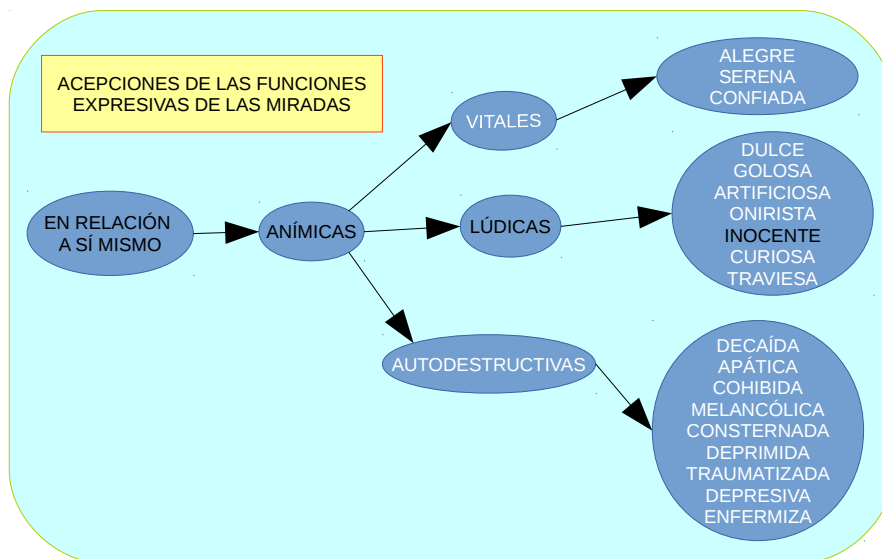 ACEPCIONES DE LAS FUNCIONES
EXPRESIVAS DE LAS MIRADAS
EN RELACIÓN
A SÍ MISMO
ANÍMICAS
VITALES
ALEGRE
SERENA
CONFIADA
LÚDICAS
DULCE
GOLOSA
ARTIFICIOSA
ONIRISTA
INOCENTE
CURIOSA
TRAVIESA
AUTODESTRUCTIVAS
DECAÍDA
APÁTICA
COHIBIDA
MELANCÓLICA
CONSTERNADA
DEPRIMIDA
TRAUMATIZADA
DEPRESIVA
ENFERMIZA